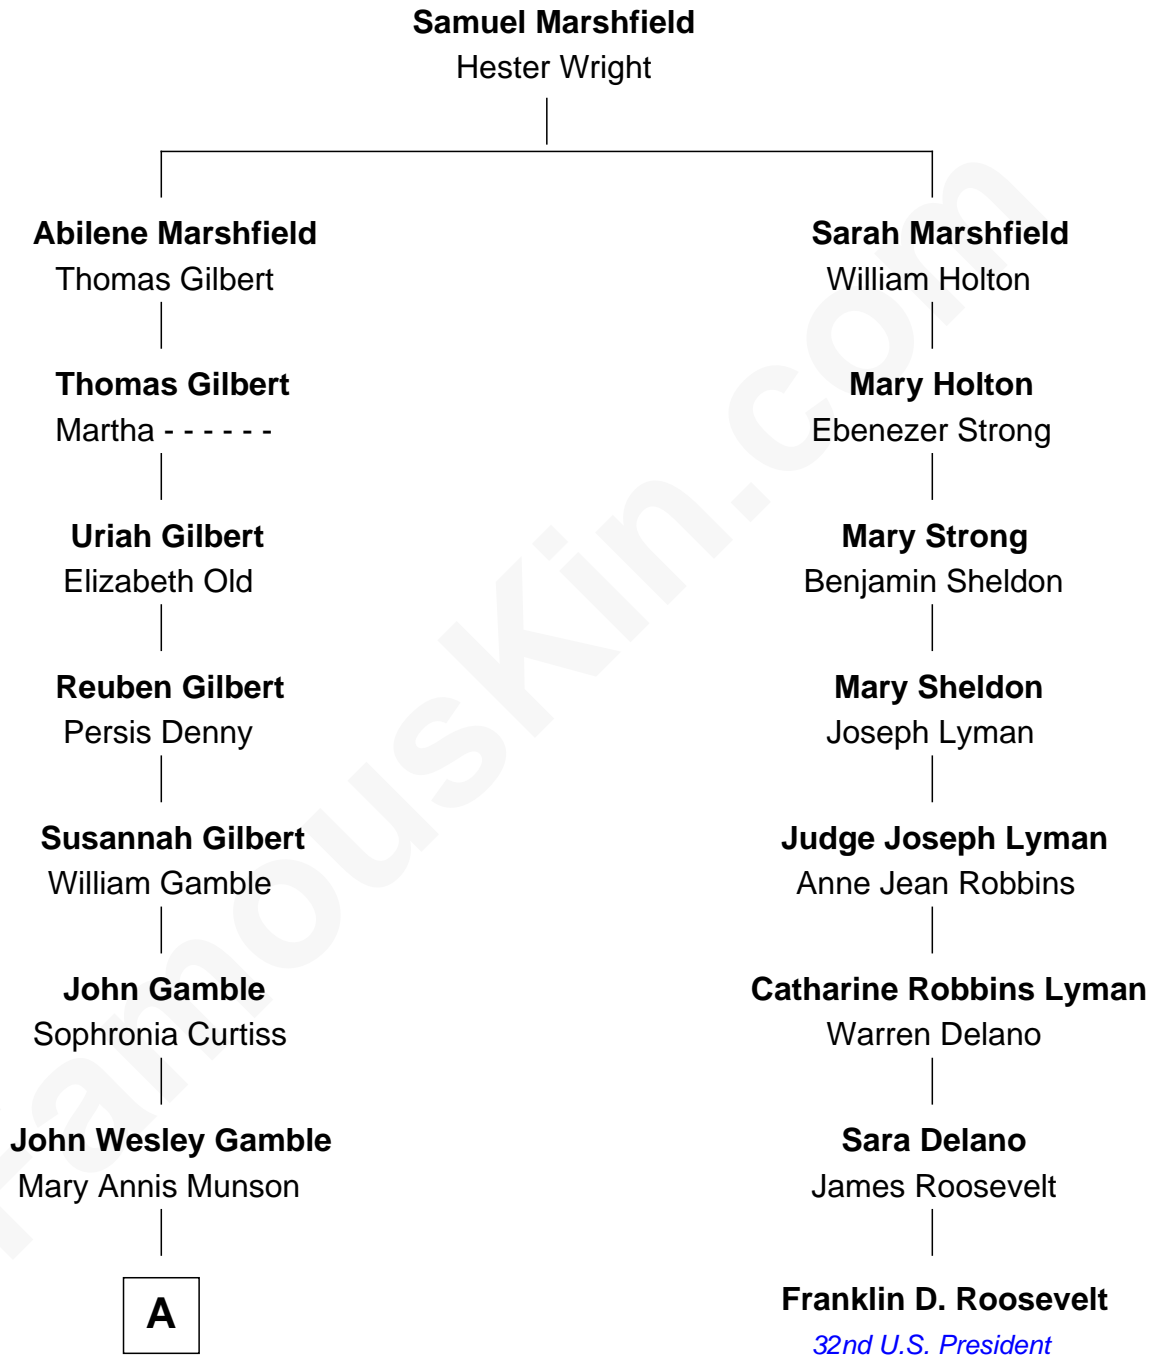 Samuel Marshfield
Hester Wright
Abilene Marshfield
Thomas Gilbert
Sarah Marshfield
William Holton
Thomas Gilbert
Martha - - - - - -
Mary Holton
Ebenezer Strong
Uriah Gilbert
Elizabeth Old
Mary Strong
Benjamin Sheldon
Reuben Gilbert
Persis Denny
Mary Sheldon
Joseph Lyman
Susannah Gilbert
William Gamble
Judge Joseph Lyman
Anne Jean Robbins
John Gamble
Sophronia Curtiss
Catharine Robbins Lyman
Warren Delano
John Wesley Gamble
Mary Annis Munson
Sara Delano
James Roosevelt
A
Franklin D. Roosevelt
32nd U.S. President
FamousKin.com